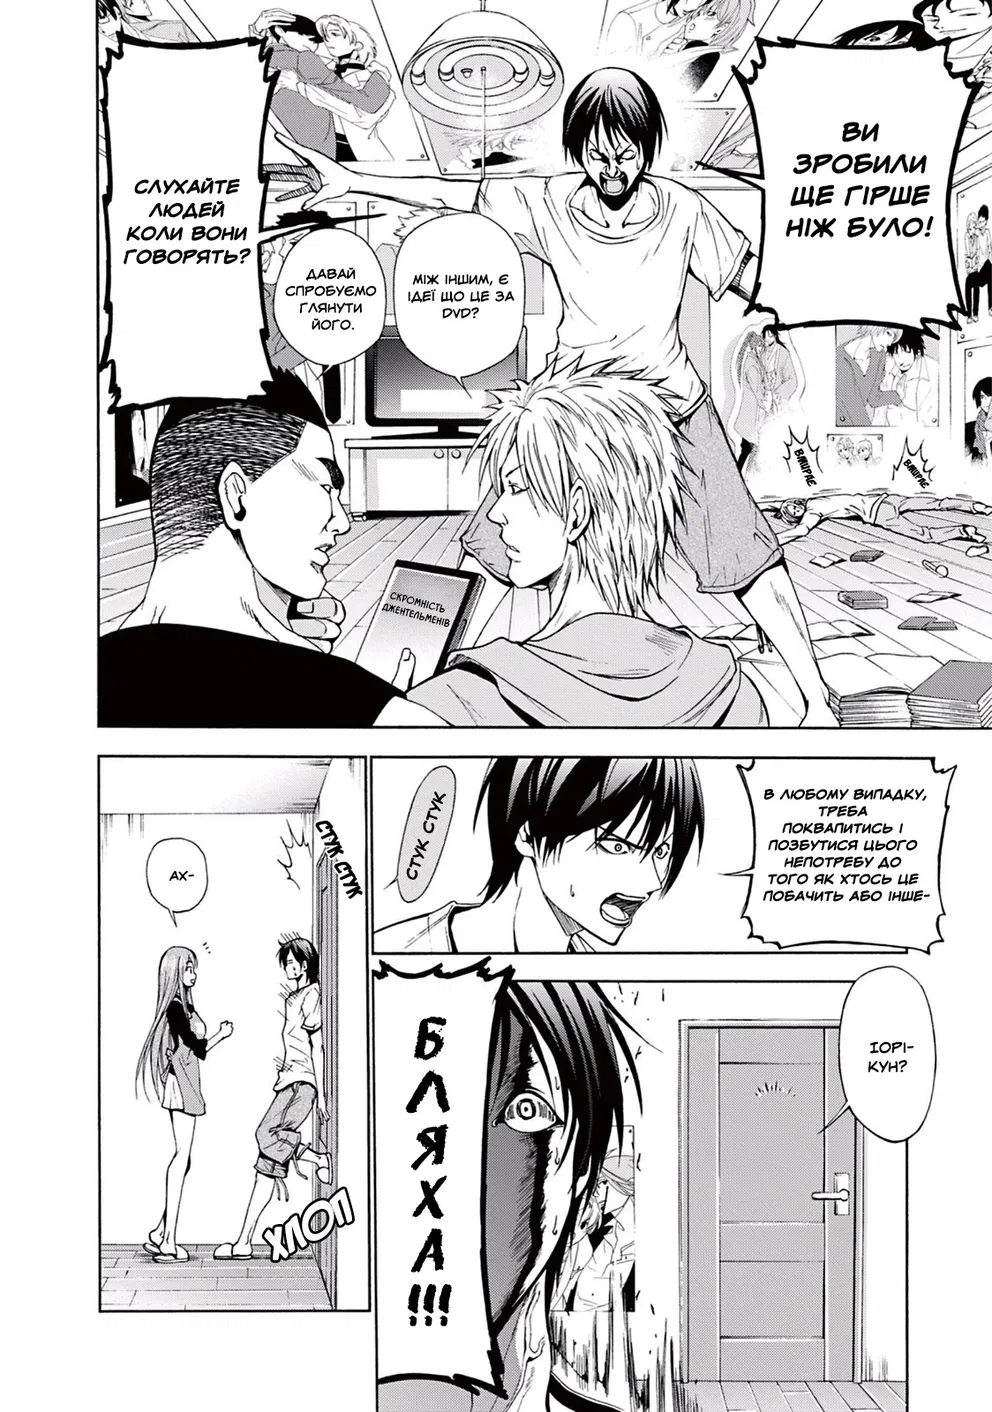 ВИ
ЗРОБИЛИ
ЩЕ ГІРШЕ
НІЖ БУЛО!
МІЖ ІНШИМ, Є
ІДЕЇ ЩО ЦЕ ЗА
DVD?
ДАВАЙ
СПРОБУЄМО
ГЛЯНУТИ
ЙОГО.
СЛУХАЙТЕ
ЛЮДЕЙ
КОЛИ ВОНИ
ГОВОРЯТЬ?
ВМИРАЄ
ВМИРАЄ
СКРОМНІСТЬ
ДЖЕНТЕЛЬМЕНІВ
В ЛЮБОМУ ВИПАДКУ,
ТРЕБА
ПОКВАПИТИСЬ І
ПОЗБУТИСЯ ЦЬОГО
НЕПОТРЕБУ ДО
ТОГО ЯК ХТОСЬ ЦЕ
ПОБАЧИТЬ АБО ІНШЕ-
СТУК СТУК
ІОРІ-
КУН?
БЛЯХА!!!
СТУК СТУК
АХ-
ХЛОП